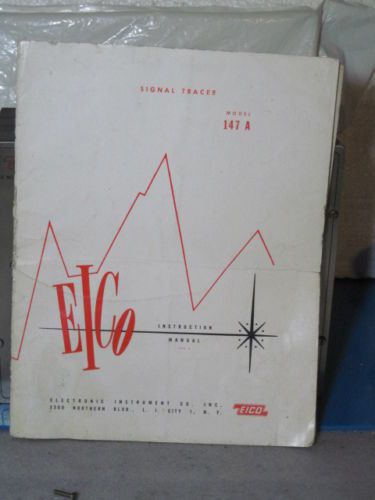 SIGNAL TRACER
MODEL
147 A
EICO
INSTRUCTION
MANUAL
ELECTRONIC INSTRUMENT CO. INC.
3300 NORTHERN BLVD., L. I. CITY 1, N. Y.
EICO